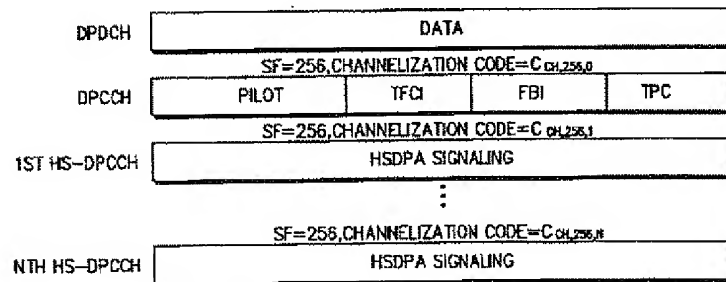 DPDCH DATA
SF=256,CHANNELIZATION CODE=C CH,256,0
DPCCH PILOT TFCI FBI TPC
SF=256,CHANNELIZATION CODE=C CH,256,1
1ST HS-DPCCH HSDPA SIGNALING
SF=256,CHANNELIZATION CODE=C CH,256,N
NTH HS-DPCCH HSDPA SIGNALING